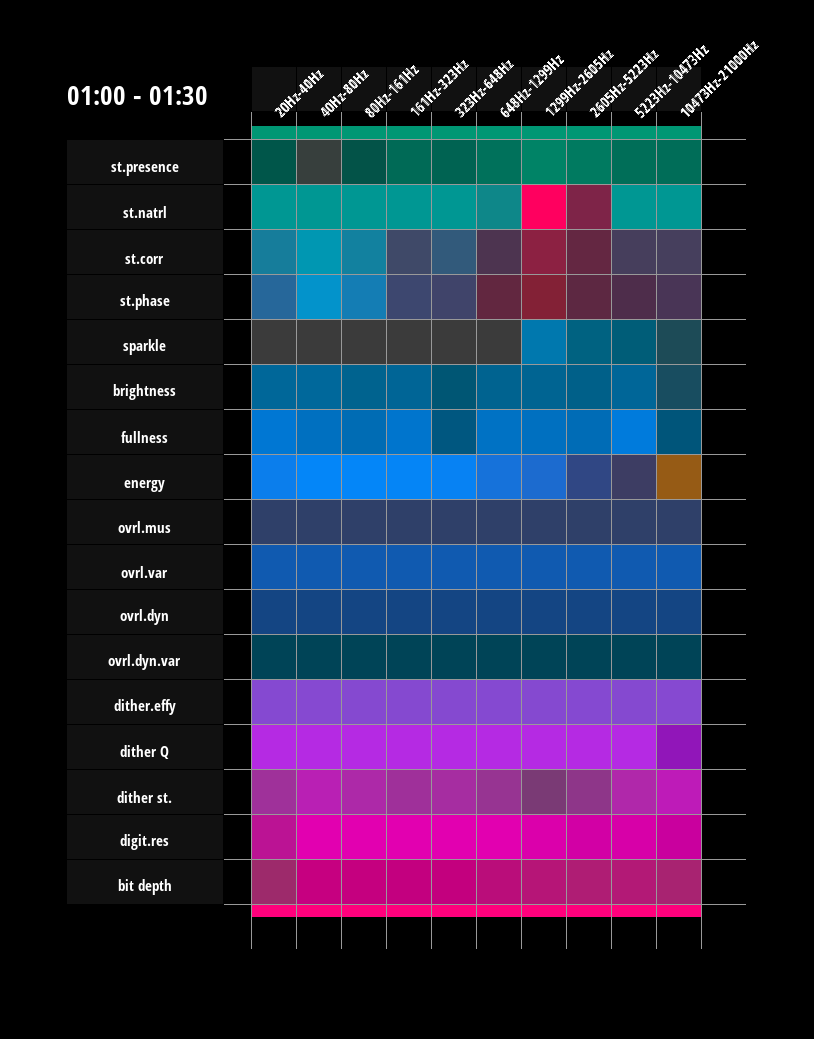 01:00 - 01:30
20Hz-40Hz
40Hz-80Hz
80Hz-161Hz
161Hz-323Hz
323Hz-648Hz
648Hz-1299Hz
1299Hz-2605Hz
2605Hz-5223Hz
5223Hz-10473Hz
10473Hz-21000Hz
st.presence
st.natrl
st.corr
st.phase
sparkle
brightness
fullness
energy
ovrl.mus
ovrl.var
ovrl.dyn
ovrl.dyn.var
dither.effy
dither Q
dither st.
digit.res
bit depth